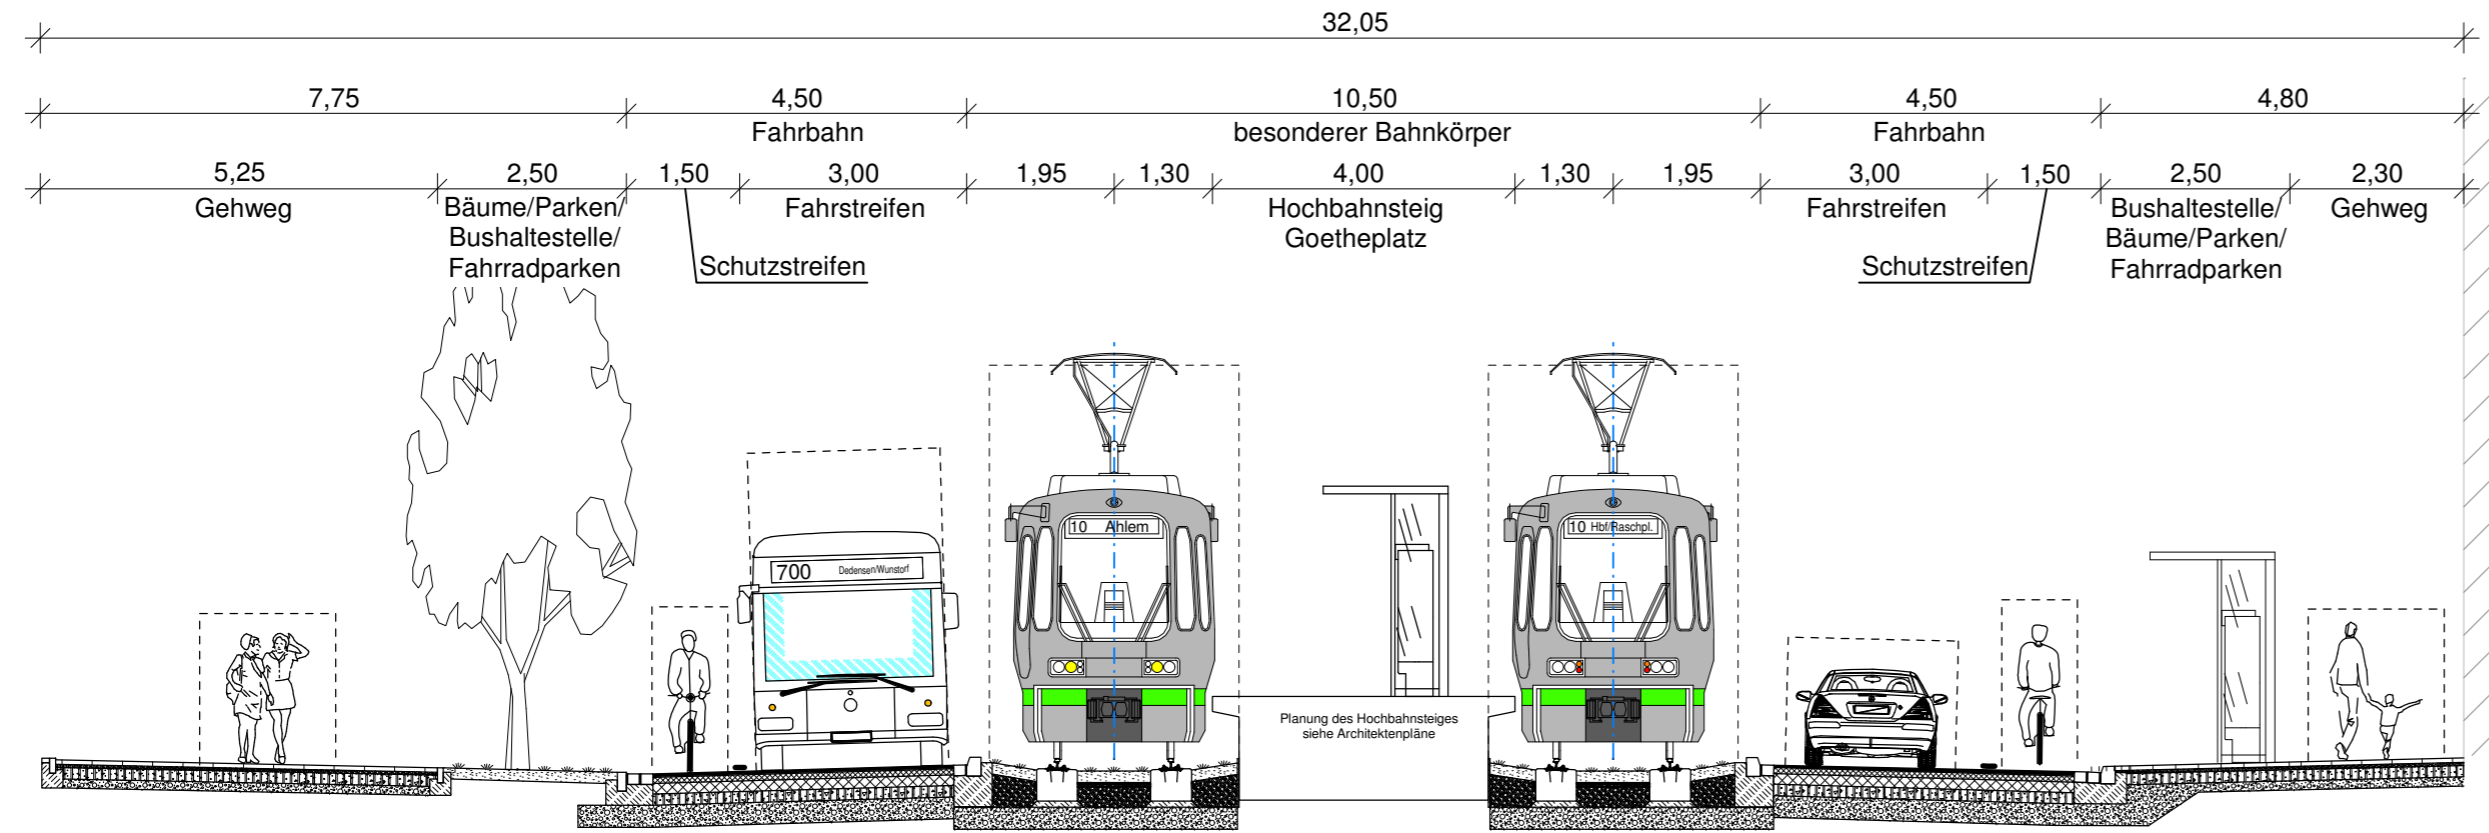 32,05
7,75
4,50
10,50
4,50
4,80
Fahrbahn
besonderer Bahnkörper
Fahrbahn
5,25
2,50
1,50
3,00
1,95
1,30
4,00
1,30
1,95
3,00
1,50
2,50
2,30
Gehweg
Bäume/Parken/
Bushaltestelle/
Fahrradparken
Fahrstreifen
Hochbahnsteig
Goetheplatz
Fahrstreifen
Bushaltestelle/
Bäume/Parken/
Fahrradparken
Gehweg
Schutzstreifen
Schutzstreifen
10 Ahlem
10 Hbf/Raschpl.
700 Dedensen/Wunstorf
Planung des Hochbahnsteiges
siehe Architektenpläne